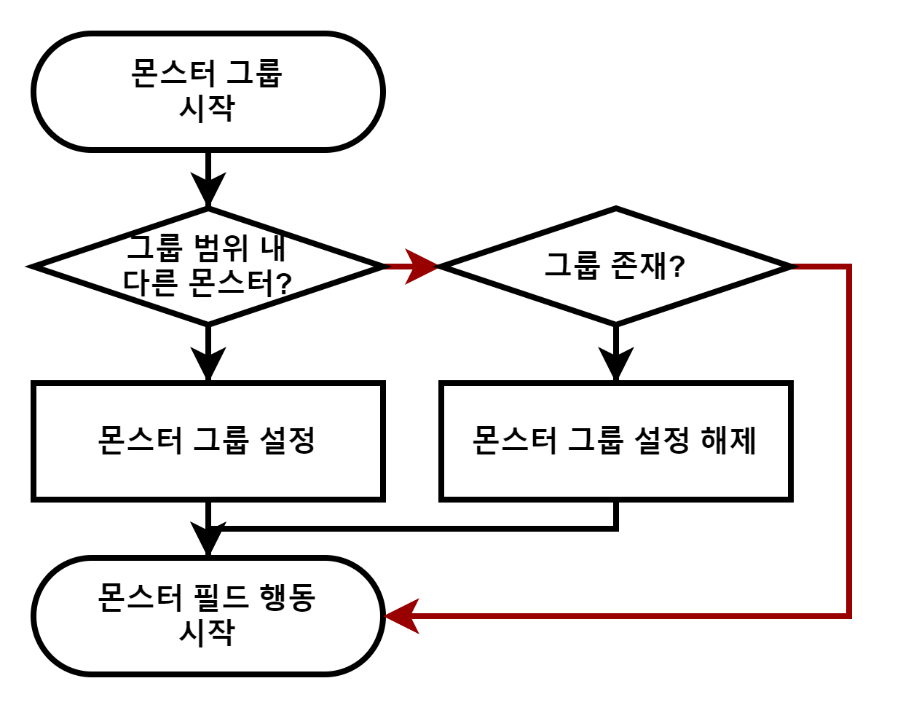 몬스터 그룹
시작
그룹 범위 내
다른 몬스터?
그룹 존재?
몬스터 그룹 설정
몬스터 그룹 설정 해제
몬스터 필드 행동
시작